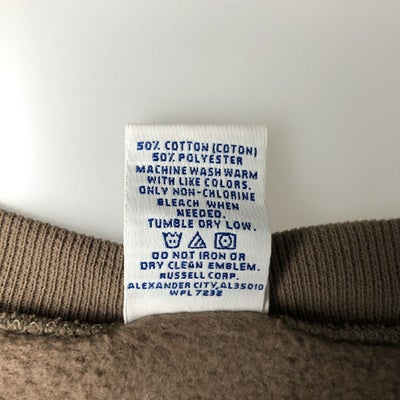 50% COTTON (COTON)
50% POLYESTER
MACHINE WASH WARM
WITH LIKE COLORS.
ONLY NON-CHLORINE
BLEACH WHEN
NEEDED.
TUMBLE DRY LOW.
DO NOT IRON OR
DRY CLEAN EMBLEM.
RUSSELL CORP.
ALEXANDER CITY, AL35010
WPL 7232